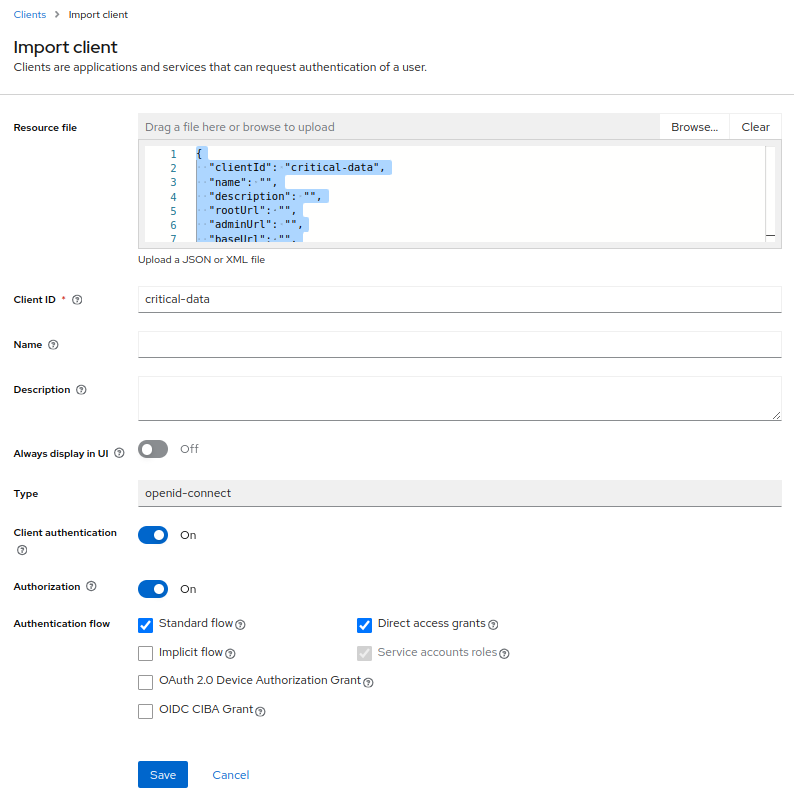 Clients > Import client
Import client
Clients are applications and services that can request authentication of a user.
Resource file
Drag a file here or browse to upload
Browse...
Clear
1 {
2 "clientId": "critical-data",
3 "name": "",
4 "description": "",
5 "rootUrl": "",
6 "adminUrl": "",
7 "baseUrl": "",
Upload a JSON or XML file
Client ID *
critical-data
Name
Description
Always display in UI
Off
Type
openid-connect
Client authentication
On
Authorization
On
Authentication flow
Standard flow
Direct access grants
Implicit flow
Service accounts roles
OAuth 2.0 Device Authorization Grant
OIDC CIBA Grant
Save
Cancel